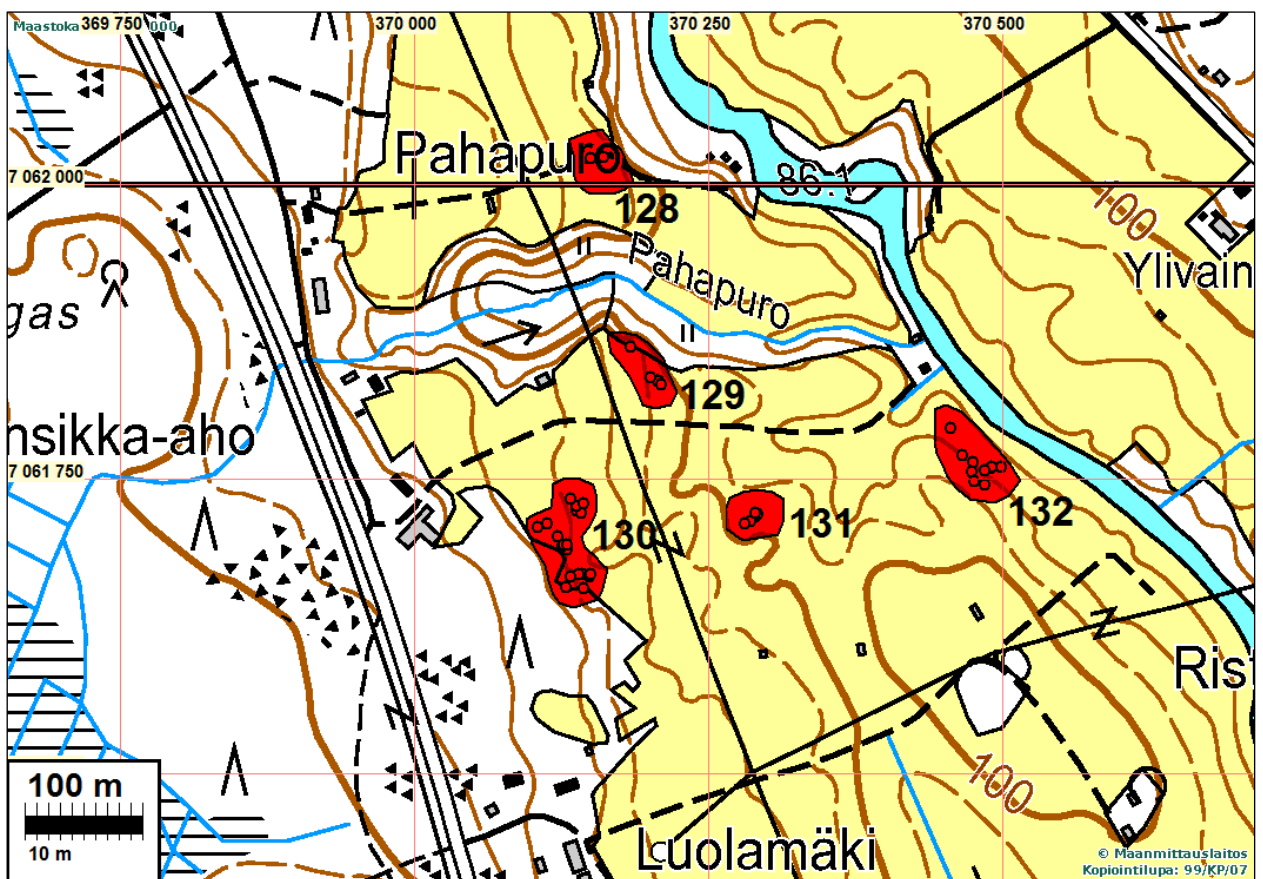 Maastoka 000
369 750
370 000
370 250
370 500
Pahapuro
7 062 000
86.1
128
100
Pahapuro
Ylivain
gas
129
nsikka-aho
7 061 750
130
131
132
Rist
100 m
10 m
100
Luolamäki
© Maanmittauslaitos
Kopiointilupa: 99/KP/07